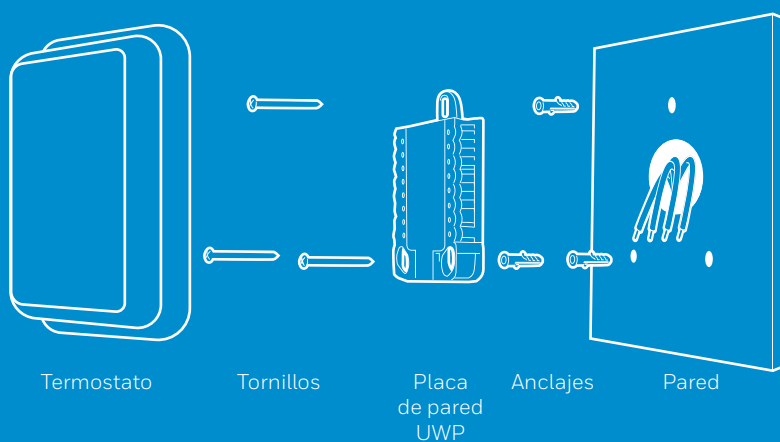 Termostato
Tornillos
Placa
de pared
UWP
Anclajes
Pared